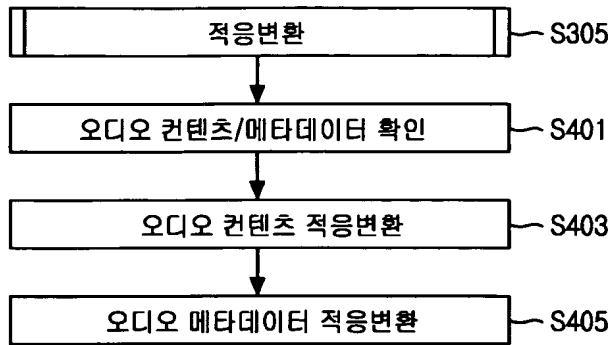 적응변환 S305
오디오 컨텐츠/메타데이터 확인 S401
오디오 컨텐츠 적응변환 S403
오디오 메타데이터 적응변환 S405